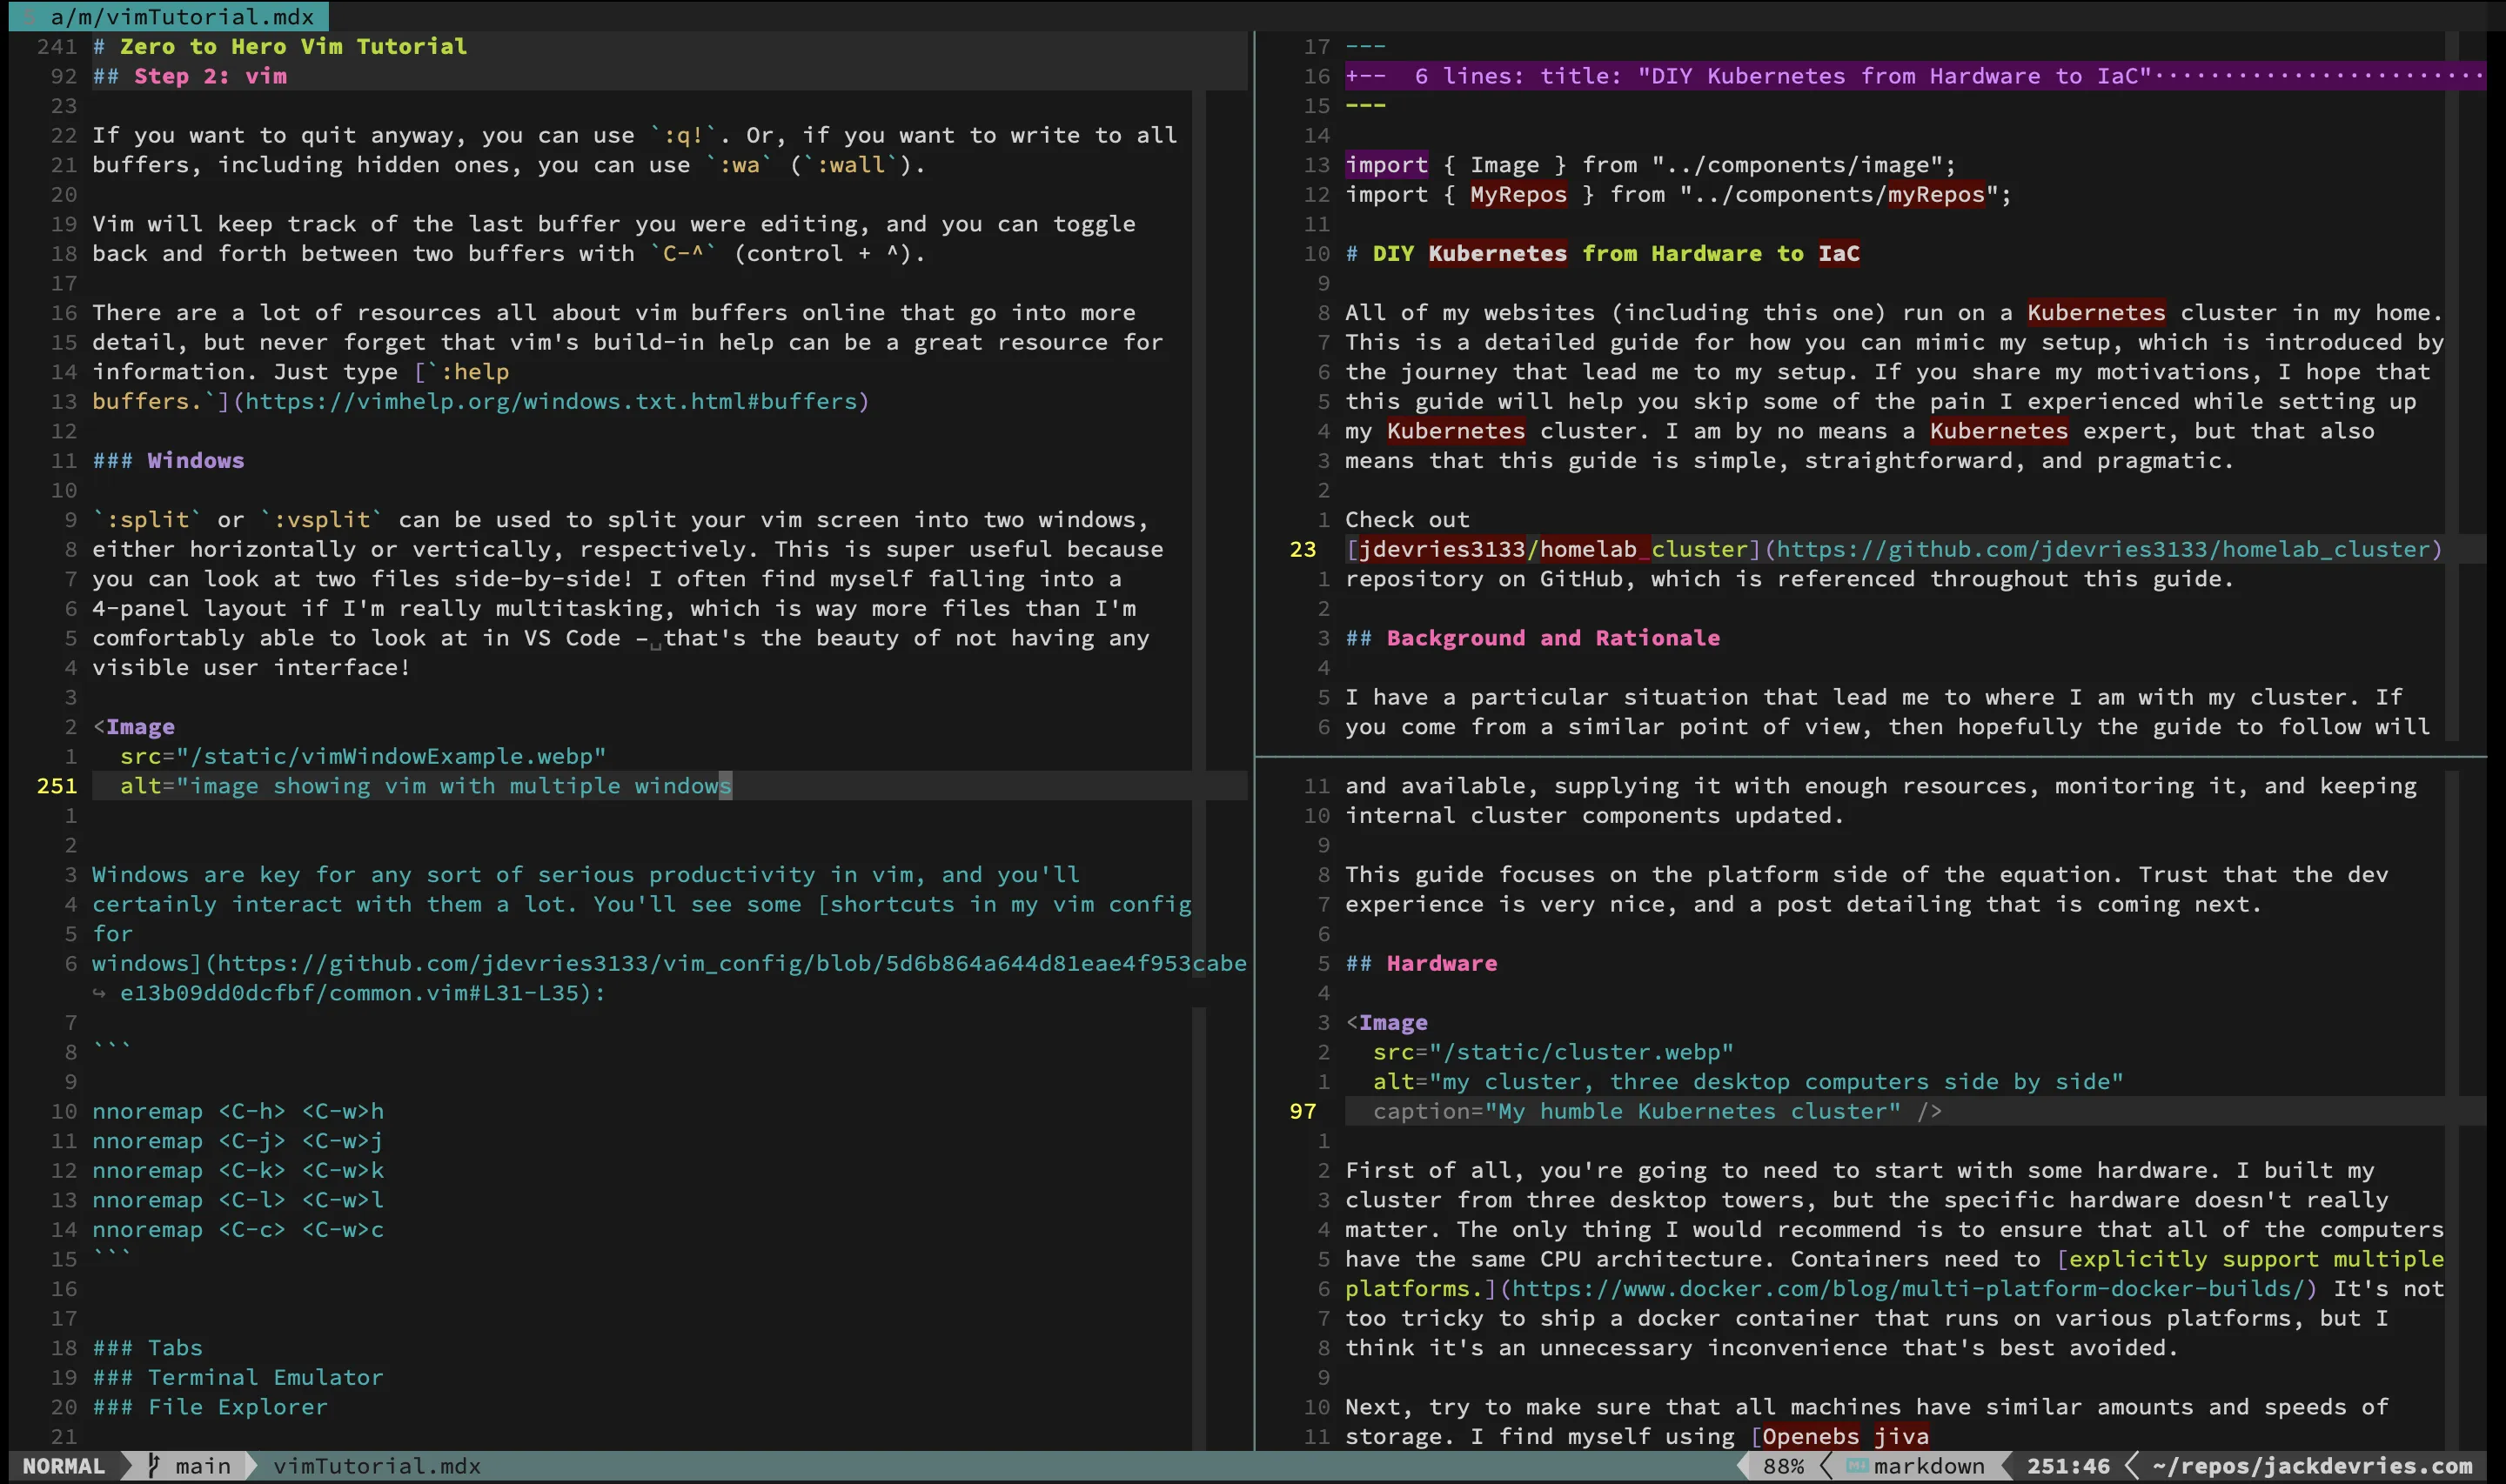 5 a/m/vimTutorial.mdx
241 # Zero to Hero Vim Tutorial
92 ## Step 2: vim
23
22 If you want to quit anyway, you can use `:q!`. Or, if you want to write to all
21 buffers, including hidden ones, you can use `:wa` (`:wall`).
20
19 Vim will keep track of the last buffer you were editing, and you can toggle
18 back and forth between two buffers with `C-^` (control + ^).
17
16 There are a lot of resources all about vim buffers online that go into more
15 detail, but never forget that vim's build-in help can be a great resource for
14 information. Just type [`:help
13 buffers.`](https://vimhelp.org/windows.txt.html#buffers)
12
11 ### Windows
10
9 `:split` or `:vsplit` can be used to split your vim screen into two windows,
8 either horizontally or vertically, respectively. This is super useful because
7 you can look at two files side-by-side! I often find myself falling into a
6 4-panel layout if I'm really multitasking, which is way more files than I'm
5 comfortably able to look at in VS Code –␣that's the beauty of not having any
4 visible user interface!
3
2 <Image
1 src="/static/vimWindowExample.webp"
251 alt="image showing vim with multiple windows
1
2
3 Windows are key for any sort of serious productivity in vim, and you'll
4 certainly interact with them a lot. You'll see some [shortcuts in my vim config
5 for
6 windows](https://github.com/jdevries3133/vim_config/blob/5d6b864a644d81eae4f953cabe
↪ e13b09dd0dcfbf/common.vim#L31-L35):
7
8 ```
9
10 nnoremap <C-h> <C-w>h
11 nnoremap <C-j> <C-w>j
12 nnoremap <C-k> <C-w>k
13 nnoremap <C-l> <C-w>l
14 nnoremap <C-c> <C-w>c
15 ```
16
17
18 ### Tabs
19 ### Terminal Emulator
20 ### File Explorer
21
17 ---
16 +-- 6 lines: title: "DIY Kubernetes from Hardware to IaC"························
15 ---
14
13 import { Image } from "../components/image";
12 import { MyRepos } from "../components/myRepos";
11
10 # DIY Kubernetes from Hardware to IaC
9
8 All of my websites (including this one) run on a Kubernetes cluster in my home.
7 This is a detailed guide for how you can mimic my setup, which is introduced by
6 the journey that lead me to my setup. If you share my motivations, I hope that
5 this guide will help you skip some of the pain I experienced while setting up
4 my Kubernetes cluster. I am by no means a Kubernetes expert, but that also
3 means that this guide is simple, straightforward, and pragmatic.
2
1 Check out
23 [jdevries3133/homelab_cluster](https://github.com/jdevries3133/homelab_cluster)
1 repository on GitHub, which is referenced throughout this guide.
2
3 ## Background and Rationale
4
5 I have a particular situation that lead me to where I am with my cluster. If
6 you come from a similar point of view, then hopefully the guide to follow will
11 and available, supplying it with enough resources, monitoring it, and keeping
10 internal cluster components updated.
9
8 This guide focuses on the platform side of the equation. Trust that the dev
7 experience is very nice, and a post detailing that is coming next.
6
5 ## Hardware
4
3 <Image
2 src="/static/cluster.webp"
1 alt="my cluster, three desktop computers side by side"
97 caption="My humble Kubernetes cluster" />
1
2 First of all, you're going to need to start with some hardware. I built my
3 cluster from three desktop towers, but the specific hardware doesn't really
4 matter. The only thing I would recommend is to ensure that all of the computers
5 have the same CPU architecture. Containers need to [explicitly support multiple
6 platforms.](https://www.docker.com/blog/multi-platform-docker-builds/) It's not
7 too tricky to ship a docker container that runs on various platforms, but I
8 think it's an unnecessary inconvenience that's best avoided.
9
10 Next, try to make sure that all machines have similar amounts and speeds of
11 storage. I find myself using [Openebs jiva
NORMAL main vimTutorial.mdx 88% markdown 251:46 ~/repos/jackdevries.com